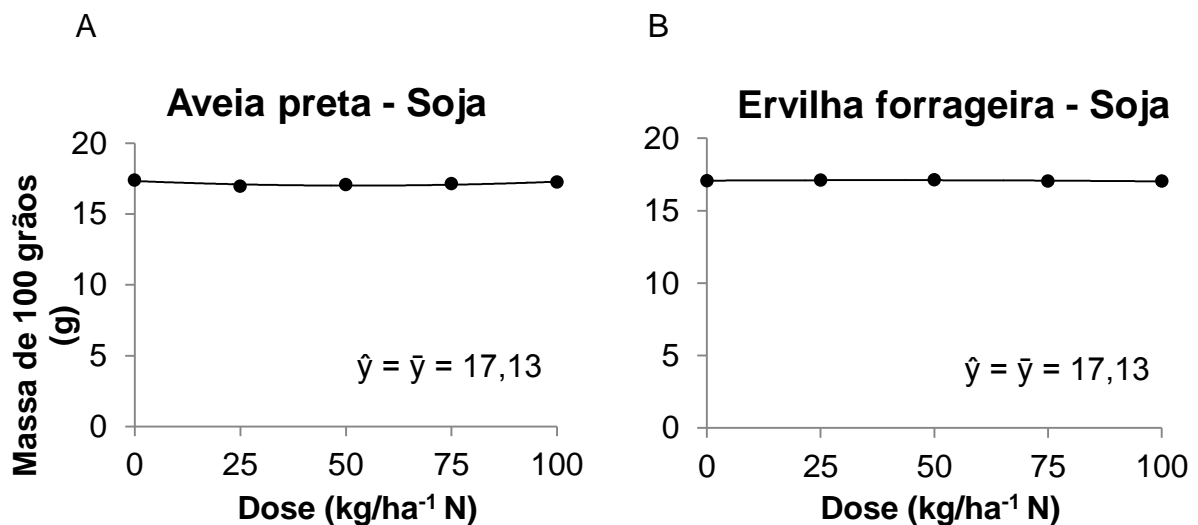 A
Aveia preta - Soja
Massa de 100 grãos
(g)
20
15
10
5
0
0 25 50 75 100
Dose (kg/ha⁻¹ N)
ŷ = ȳ = 17,13
B
Ervilha forrageira - Soja
20
15
10
5
0
0 25 50 75 100
Dose (kg/ha⁻¹ N)
ŷ = ȳ = 17,13